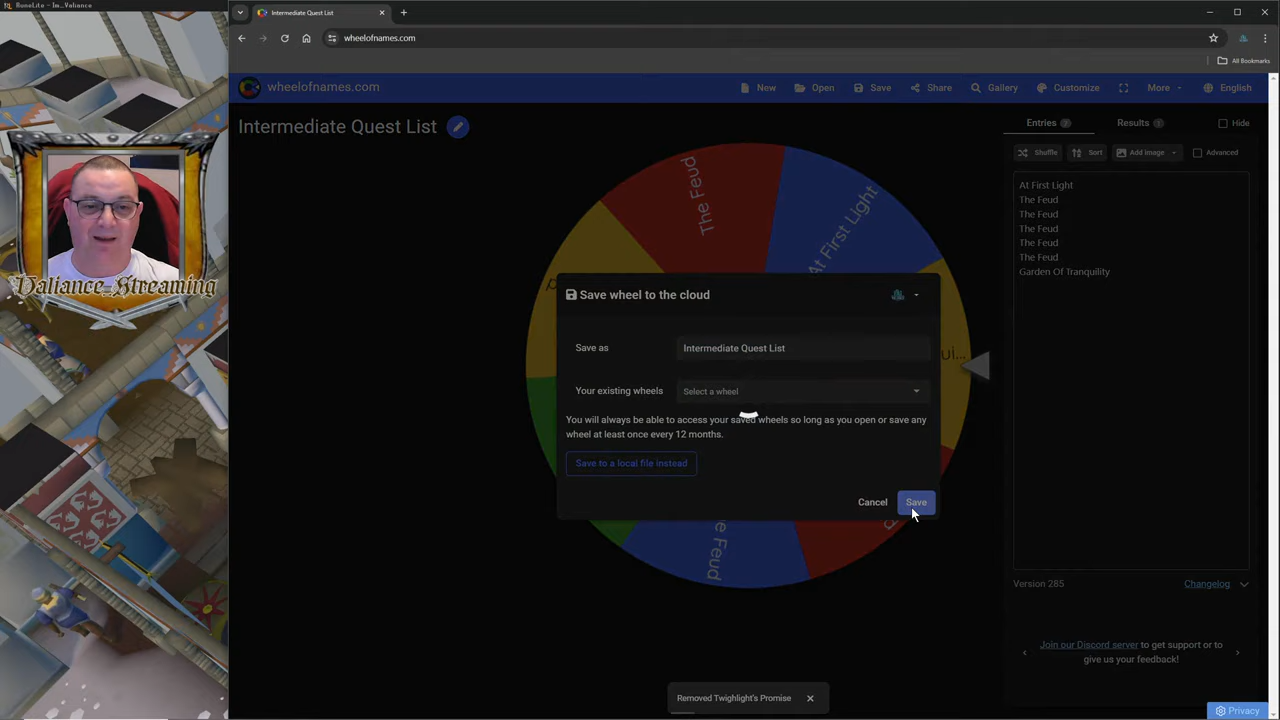 RuneLite - Im_Valiance
Intermediate Quest List
wheelofnames.com
All Bookmarks
wheelofnames.com
New
Open
Save
Share
Gallery
Customize
More
English
Intermediate Quest List
Entries 7
Results 1
Hide
Shuffle
Sort
Add image
Advanced
At First Light
The Feud
The Feud
The Feud
The Feud
The Feud
Garden Of Tranquility
The Feud
At First Light
Valiance_Streaming
Save wheel to the cloud
Save as
Intermediate Quest List
Your existing wheels
Select a wheel
You will always be able to access your saved wheels so long as you open or save any
wheel at least once every 12 months.
Save to a local file instead
Cancel
Save
Version 285
Changelog
Join our Discord server to get support or to
give us your feedback!
Removed Twighlight's Promise
Privacy